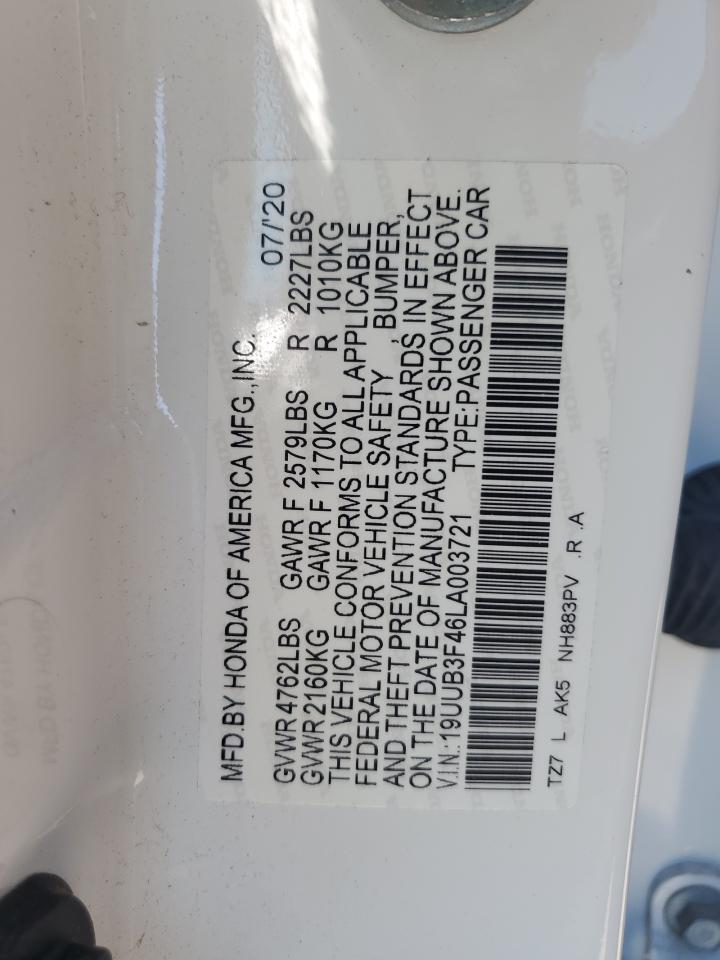 MFD.BY HONDA OF AMERICA MFG.,INC. 07/'20
GVWR 4762LBS GAWR F 2579LBS R 2227LBS
GVWR 2160KG GAWR F 1170KG R 1010KG
THIS VEHICLE CONFORMS TO ALL APPLICABLE
FEDERAL MOTOR VEHICLE SAFETY , BUMPER,
AND THEFT PREVENTION STANDARDS IN EFFECT
ON THE DATE OF MANUFACTURE SHOWN ABOVE.
V.I.N.:19UUB3F46LA003721 TYPE:PASSENGER CAR
TZ7 L AK5 NH883PV .R .A